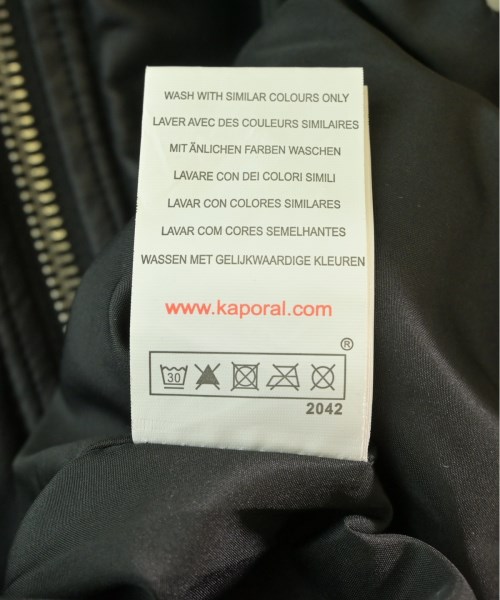 WASH WITH SIMILAR COLOURS ONLY
LAVER AVEC DES COULEURS SIMILAIRES
MIT ÄNLICHEN FARBEN WASCHEN
LAVARE CON DEI COLORI SIMILI
LAVAR CON COLORES SIMILARES
LAVAR COM CORES SEMELHANTES
WASSEN MET GELIJKWAARDIGE KLEUREN
www.kaporal.com
®
30
2042